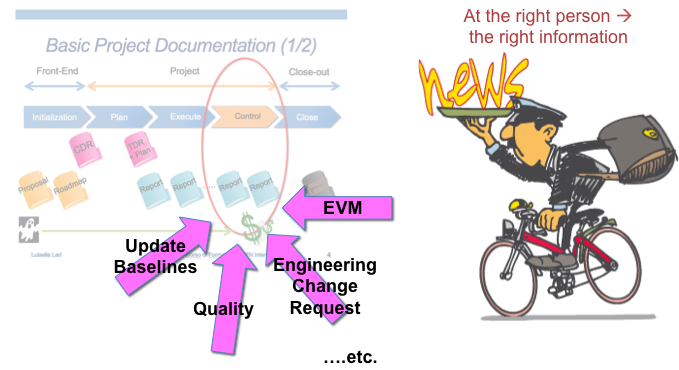 At the right person →
the right information
news
Basic Project Documentation (1/2)
Front-End
Project
Close-out
Initialization
Plan
Execute
Control
Close
CDR
TDR
+ Plan
Proposal
Roadmap
Report
Report
....
Report
Report
EVM
Update
Baselines
Quality
Engineering
Change
Request
4
….etc.